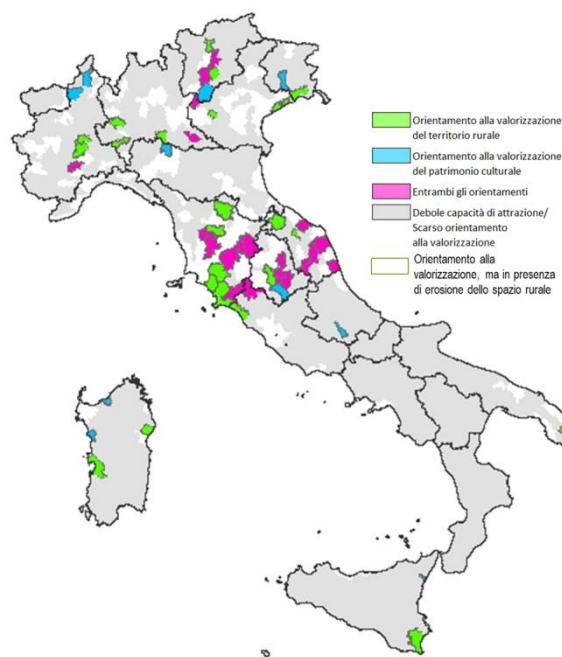 Orientamento alla valorizzazione
del territorio rurale
Orientamento alla valorizzazione
del patrimonio culturale
Entrambi gli orientamenti
Debole capacità di attrazione/
Scarso orientamento
alla valorizzazione
Orientamento alla
valorizzazione, ma in presenza
di erosione dello spazio rurale